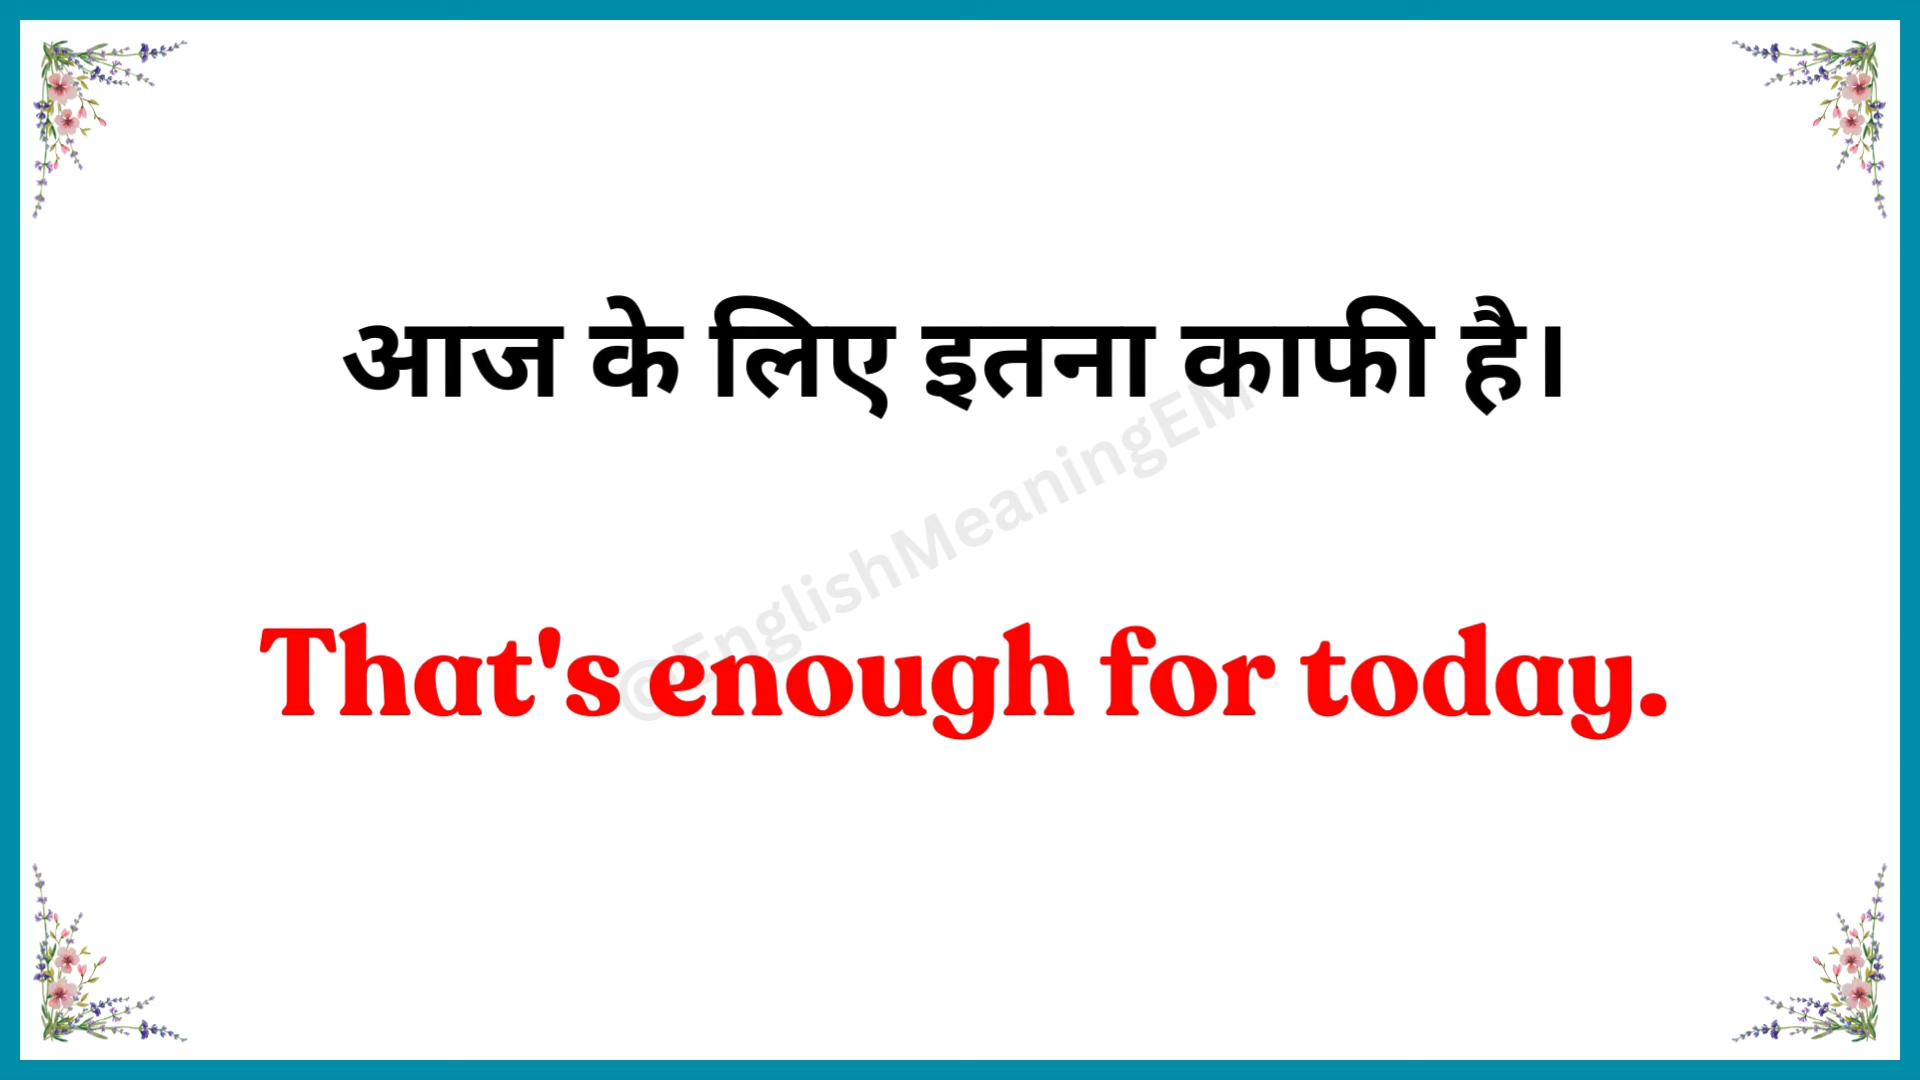 आज के लिए इतना काफी है।
©EnglishMeaningEM
That's enough for today.